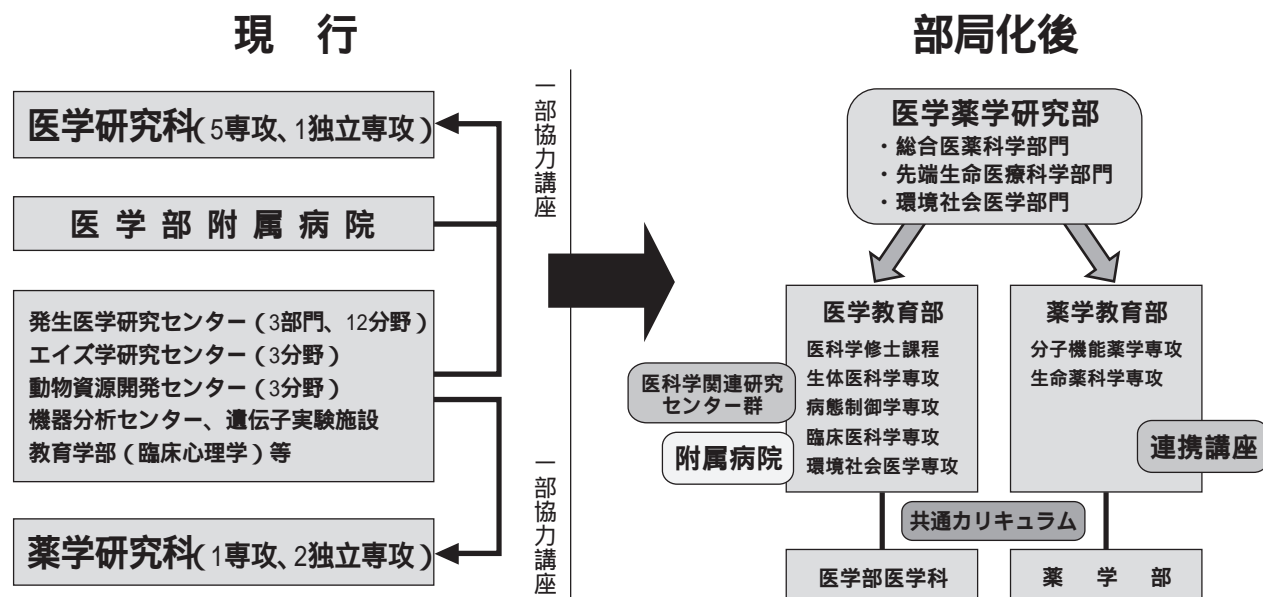 現　行
医学研究科(5専攻、1独立専攻)
医学部附属病院
発生医学研究センター(3部門、12分野)
エイズ学研究センター(3分野)
動物資源開発センター(3分野)
機器分析センター、遺伝子実験施設
教育学部(臨床心理学)等
薬学研究科(1専攻、2独立専攻)
一部協力講座
一部協力講座
部局化後
医学薬学研究部
・総合医薬科学部門
・先端生命医療科学部門
・環境社会医学部門
医学教育部
医科学修士課程
生体医科学専攻
病態制御学専攻
臨床医科学専攻
環境社会医学専攻
医科学関連研究
センター群
附属病院
薬学教育部
分子機能薬学専攻
生命薬科学専攻
連携講座
共通カリキュラム
医学部医学科
薬　学　部